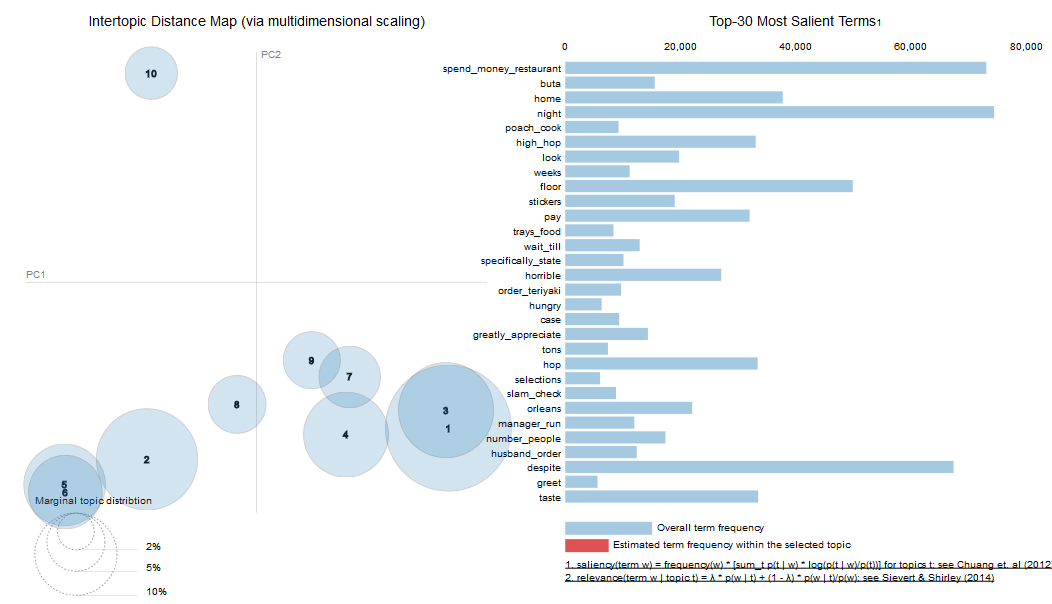 Intertopic Distance Map (via multidimensional scaling)
PC2
PC1
10
9
7
8
3
1
4
2
5
6
Marginal topic distribtion
2%
5%
10%
Top-30 Most Salient Terms1
0 20,000 40,000 60,000 80,000
spend_money_restaurant
buta
home
night
poach_cook
high_hop
look
weeks
floor
stickers
pay
trays_food
wait_till
specifically_state
horrible
order_teriyaki
hungry
case
greatly_appreciate
tons
hop
selections
slam_check
orleans
manager_run
number_people
husband_order
despite
greet
taste
Overall term frequency
Estimated term frequency within the selected topic
1. saliency(term w) = frequency(w) * [sum_t p(t | w) * log(p(t | w)/p(t))] for topics t; see Chuang et. al (2012
2. relevance(term w | topic t) = λ * p(w | t) + (1 - λ) * p(w | t)/p(w); see Sievert & Shirley (2014)